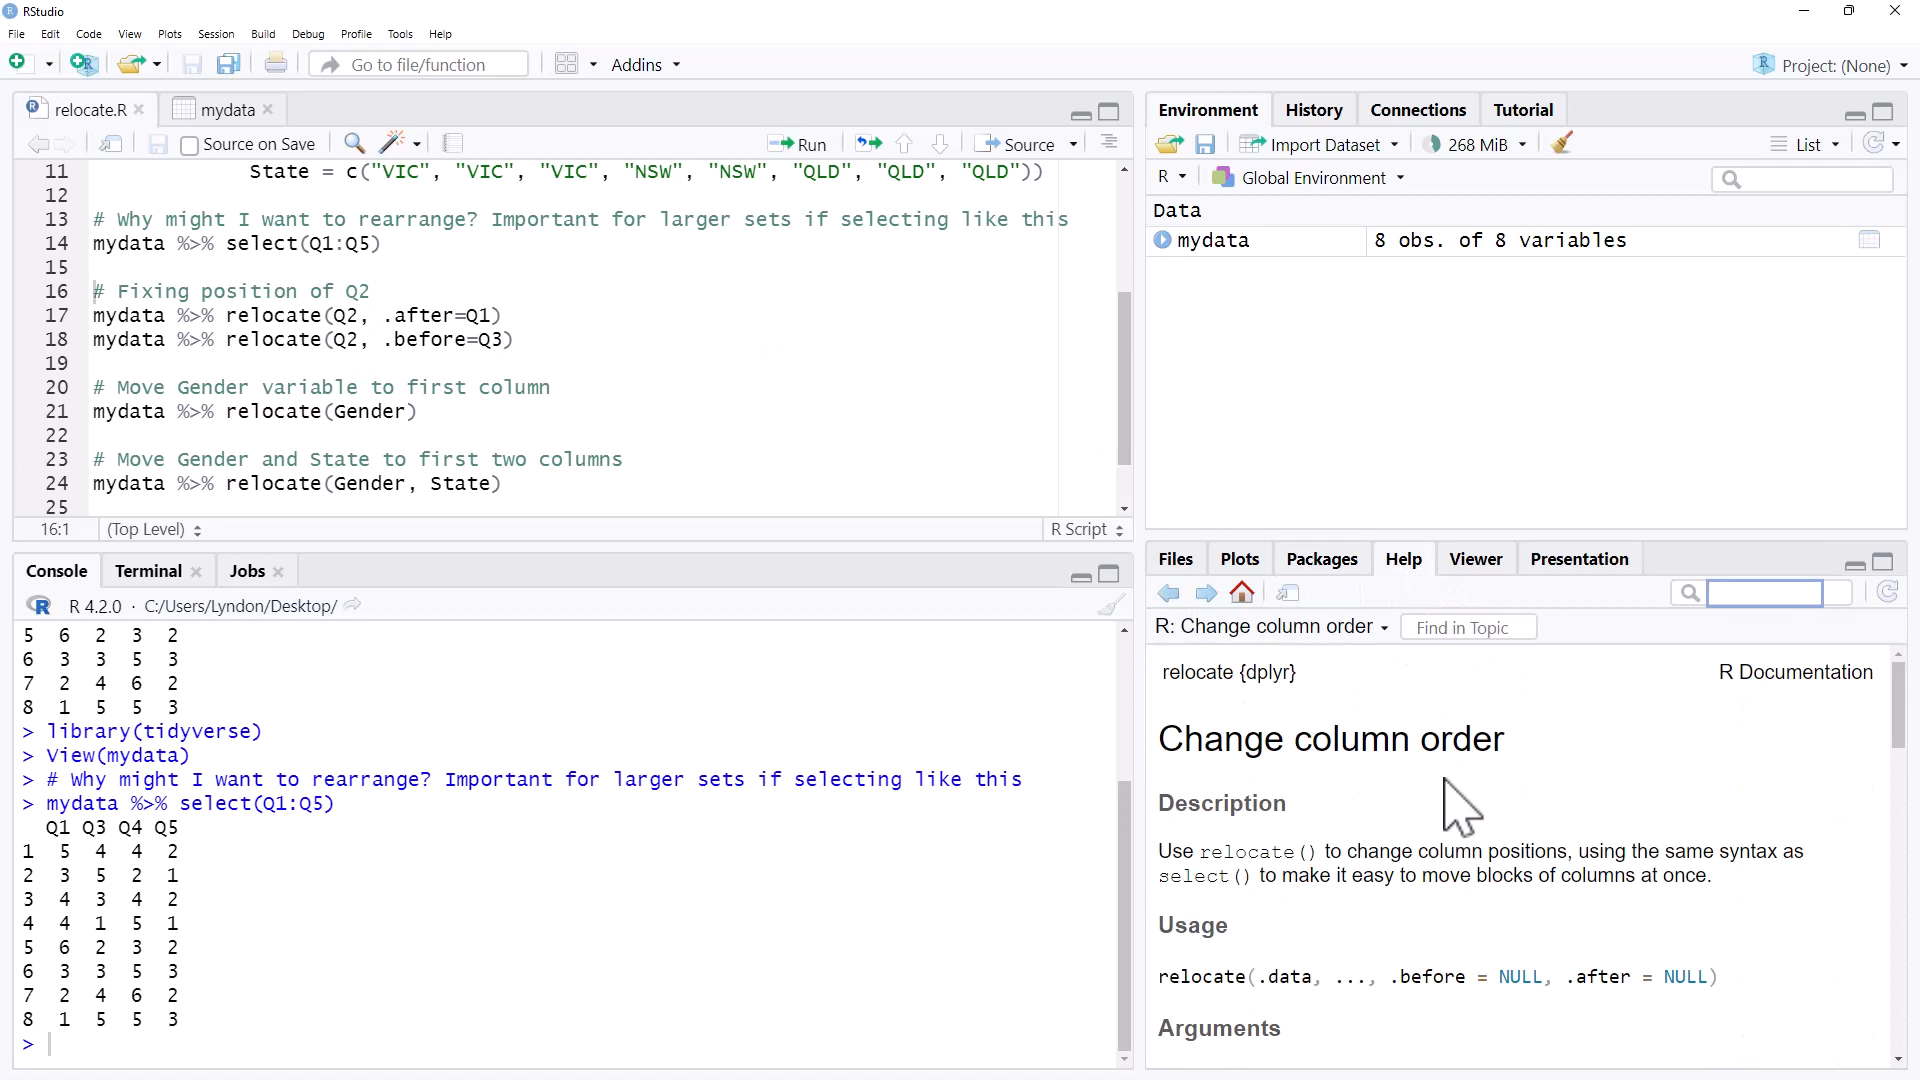 RStudio
File Edit Code View Plots Session Build Debug Profile Tools Help
Go to file/function Addins Project: (None)
relocate.R mydata
Source on Save Run Source
11 State = c("VIC", "VIC", "VIC", "NSW", "NSW", "QLD", "QLD", "QLD"))
12
13 # Why might I want to rearrange? Important for larger sets if selecting like this
14 mydata %>% select(Q1:Q5)
15
16 # Fixing position of Q2
17 mydata %>% relocate(Q2, .after=Q1)
18 mydata %>% relocate(Q2, .before=Q3)
19
20 # Move Gender variable to first column
21 mydata %>% relocate(Gender)
22
23 # Move Gender and State to first two columns
24 mydata %>% relocate(Gender, State)
25
16:1 (Top Level) R Script
Console Terminal Jobs
R 4.2.0 · C:/Users/Lyndon/Desktop/
5 6 2 3 2
6 3 3 5 3
7 2 4 6 2
8 1 5 5 3
> library(tidyverse)
> View(mydata)
> # Why might I want to rearrange? Important for larger sets if selecting like this
> mydata %>% select(Q1:Q5)
Q1 Q3 Q4 Q5
1 5 4 4 2
2 3 5 2 1
3 4 3 4 2
4 4 1 5 1
5 6 2 3 2
6 3 3 5 3
7 2 4 6 2
8 1 5 5 3
>
Environment History Connections Tutorial
Import Dataset 268 MiB List
R Global Environment
Data
mydata 8 obs. of 8 variables
Files Plots Packages Help Viewer Presentation
R: Change column order Find in Topic
relocate {dplyr} R Documentation
Change column order
Description
Use relocate() to change column positions, using the same syntax as
select() to make it easy to move blocks of columns at once.
Usage
relocate(.data, ..., .before = NULL, .after = NULL)
Arguments